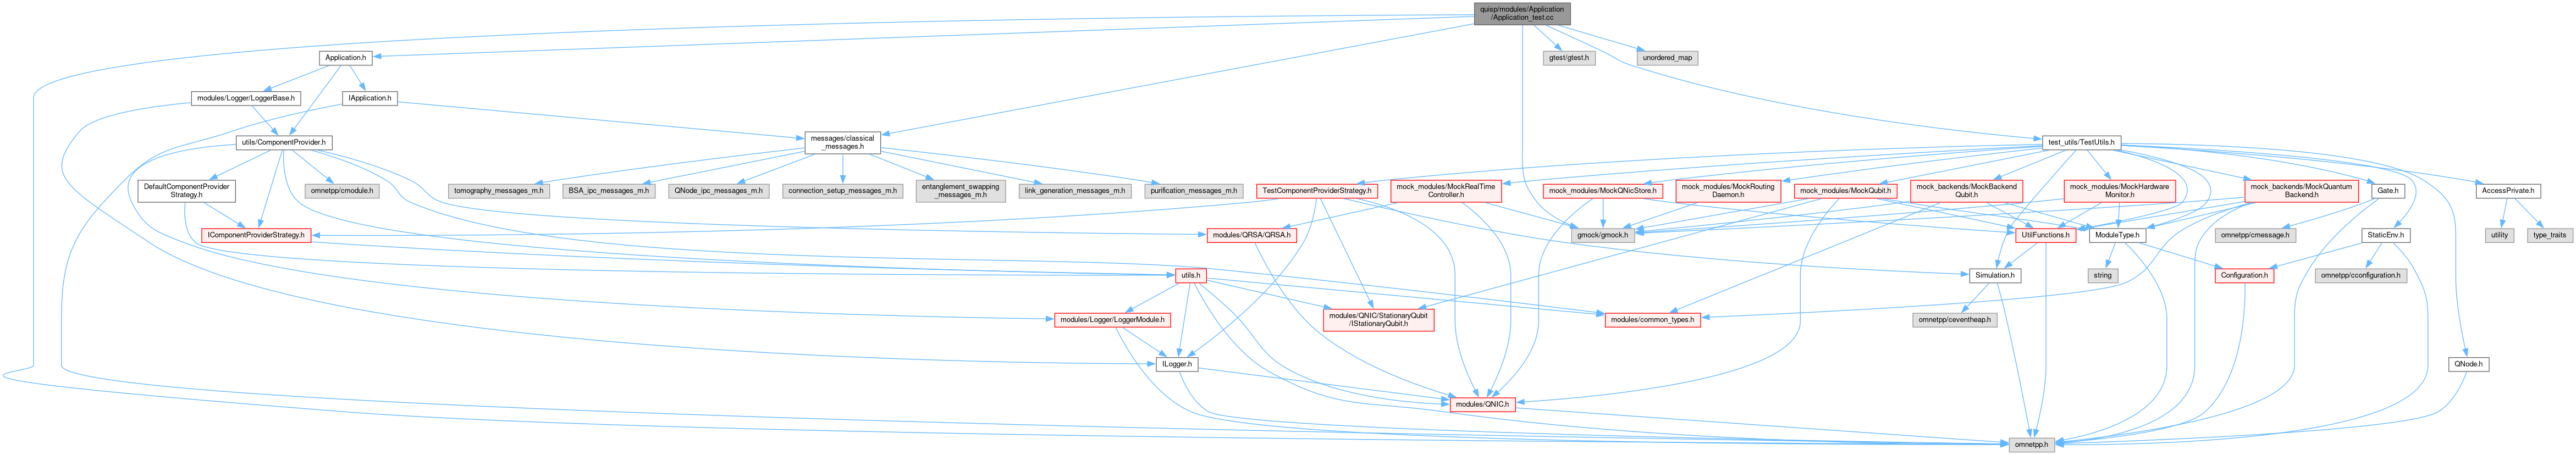 quisp/modules/Application
/Application_test.cc
Application.h
gtest/gtest.h
unordered_map
modules/Logger/LoggerBase.h
IApplication.h
utils/ComponentProvider.h
messages/classical
_messages.h
test_utils/TestUtils.h
DefaultComponentProvider
Strategy.h
omnetpp/cmodule.h
tomography_messages_m.h
BSA_ipc_messages_m.h
QNode_ipc_messages_m.h
connection_setup_messages_m.h
entanglement_swapping
_messages_m.h
link_generation_messages_m.h
purification_messages_m.h
TestComponentProviderStrategy.h
mock_modules/MockRealTime
Controller.h
mock_modules/MockQNicStore.h
mock_modules/MockRouting
Daemon.h
mock_modules/MockQubit.h
mock_backends/MockBackend
Qubit.h
mock_modules/MockHardware
Monitor.h
mock_backends/MockQuantum
Backend.h
Gate.h
AccessPrivate.h
IComponentProviderStrategy.h
modules/QRSA/QRSA.h
gmock/gmock.h
UtilFunctions.h
ModuleType.h
omnetpp/cmessage.h
StaticEnv.h
utility
type_traits
utils.h
Simulation.h
string
Configuration.h
omnetpp/cconfiguration.h
modules/Logger/LoggerModule.h
modules/QNIC/StationaryQubit
/IStationaryQubit.h
modules/common_types.h
omnetpp/ceventheap.h
ILogger.h
QNode.h
modules/QNIC.h
omnetpp.h